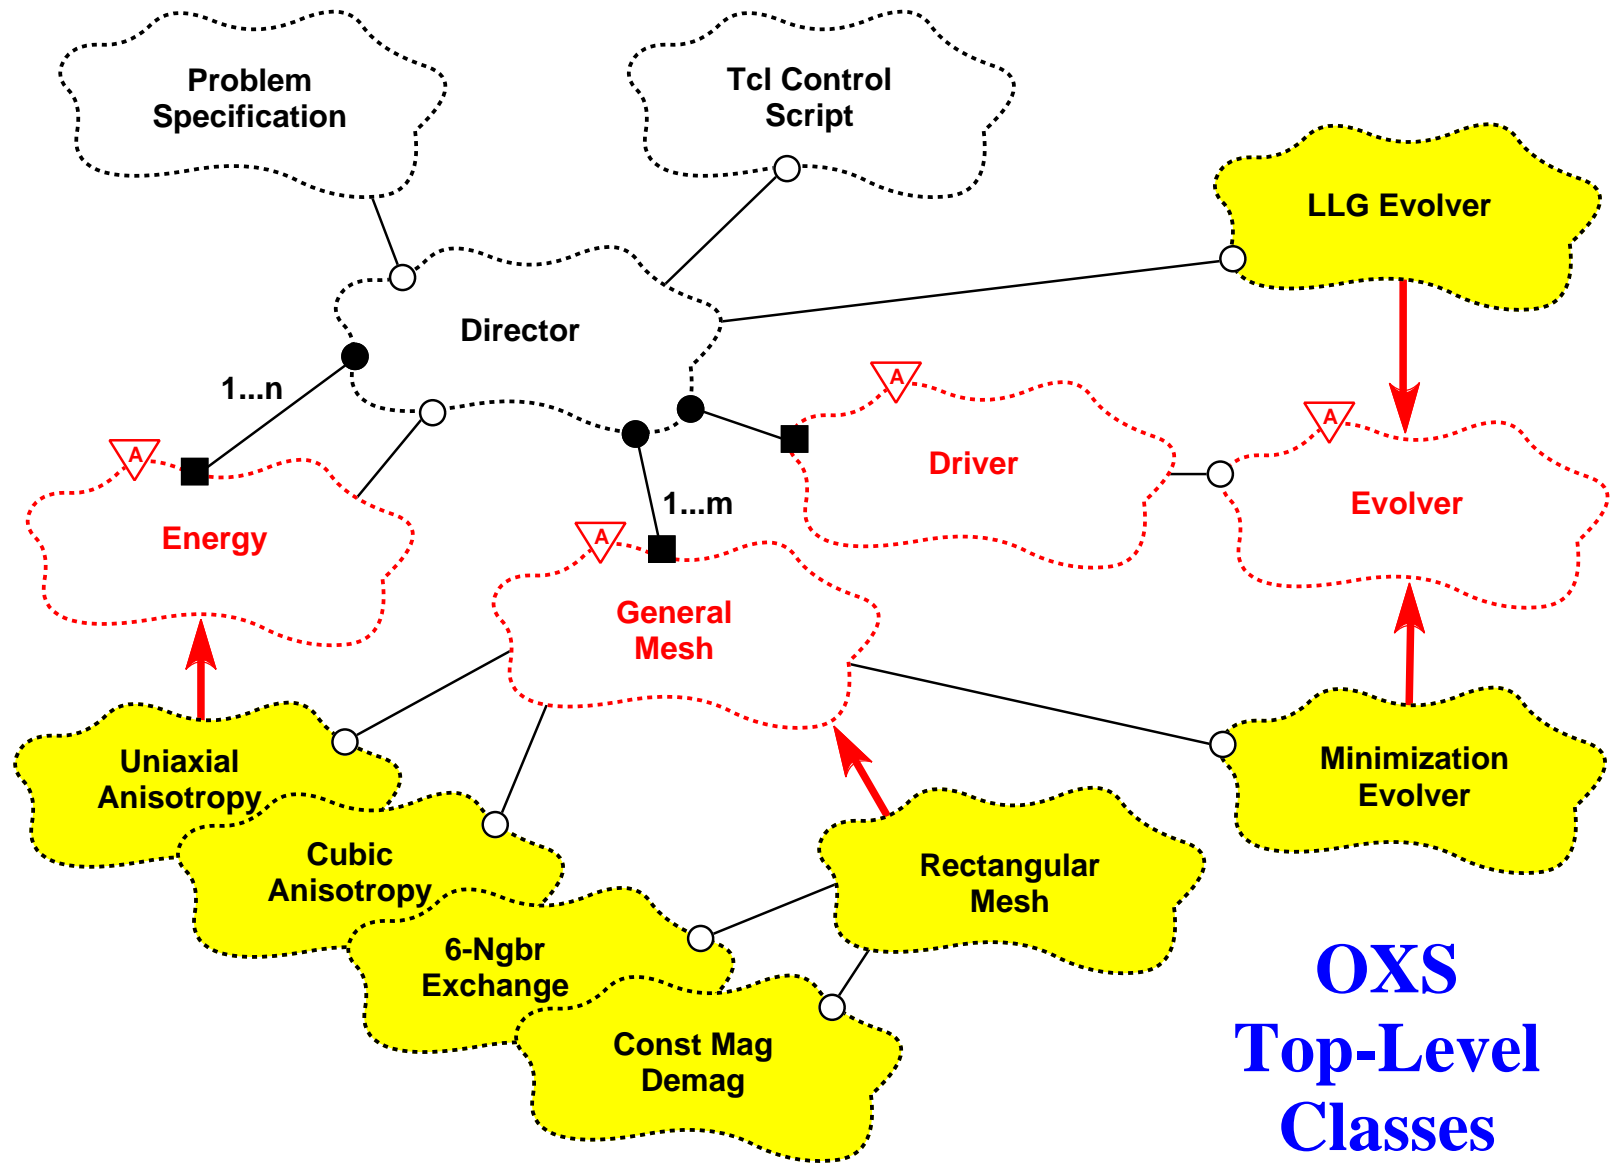 Problem
Specification
Tcl Control
Script
LLG Evolver
Director
A
1...n
A
A
Driver
A
Evolver
Energy
1...m
A
General
Mesh
Uniaxial
Anisotropy
Minimization
Evolver
Cubic
Anisotropy
Rectangular
Mesh
6-Ngbr
Exchange
Const Mag
Demag
OXS
Top-Level
Classes